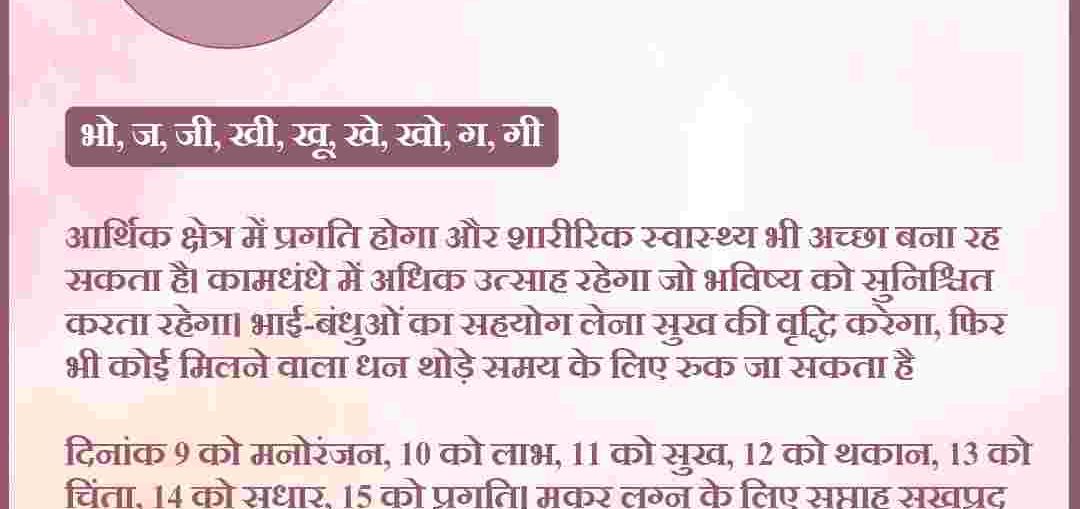 भो, ज, जी, खी, खू, खे, खो, ग, गी
आर्थिक क्षेत्र में प्रगति होगा और शारीरिक स्वास्थ्य भी अच्छा बना रह
सकता है। कामधंधे में अधिक उत्साह रहेगा जो भविष्य को सुनिश्चित
करता रहेगा। भाई-बंधुओं का सहयोग लेना सुख की वृद्धि करेगा, फिर
भी कोई मिलने वाला धन थोड़े समय के लिए रुक जा सकता है
दिनांक 9 को मनोरंजन, 10 को लाभ, 11 को सुख, 12 को थकान, 13 को
चिंता, 14 को सुधार, 15 को प्रगति। मकर लग्न के लिए सप्ताह सुखप्रद